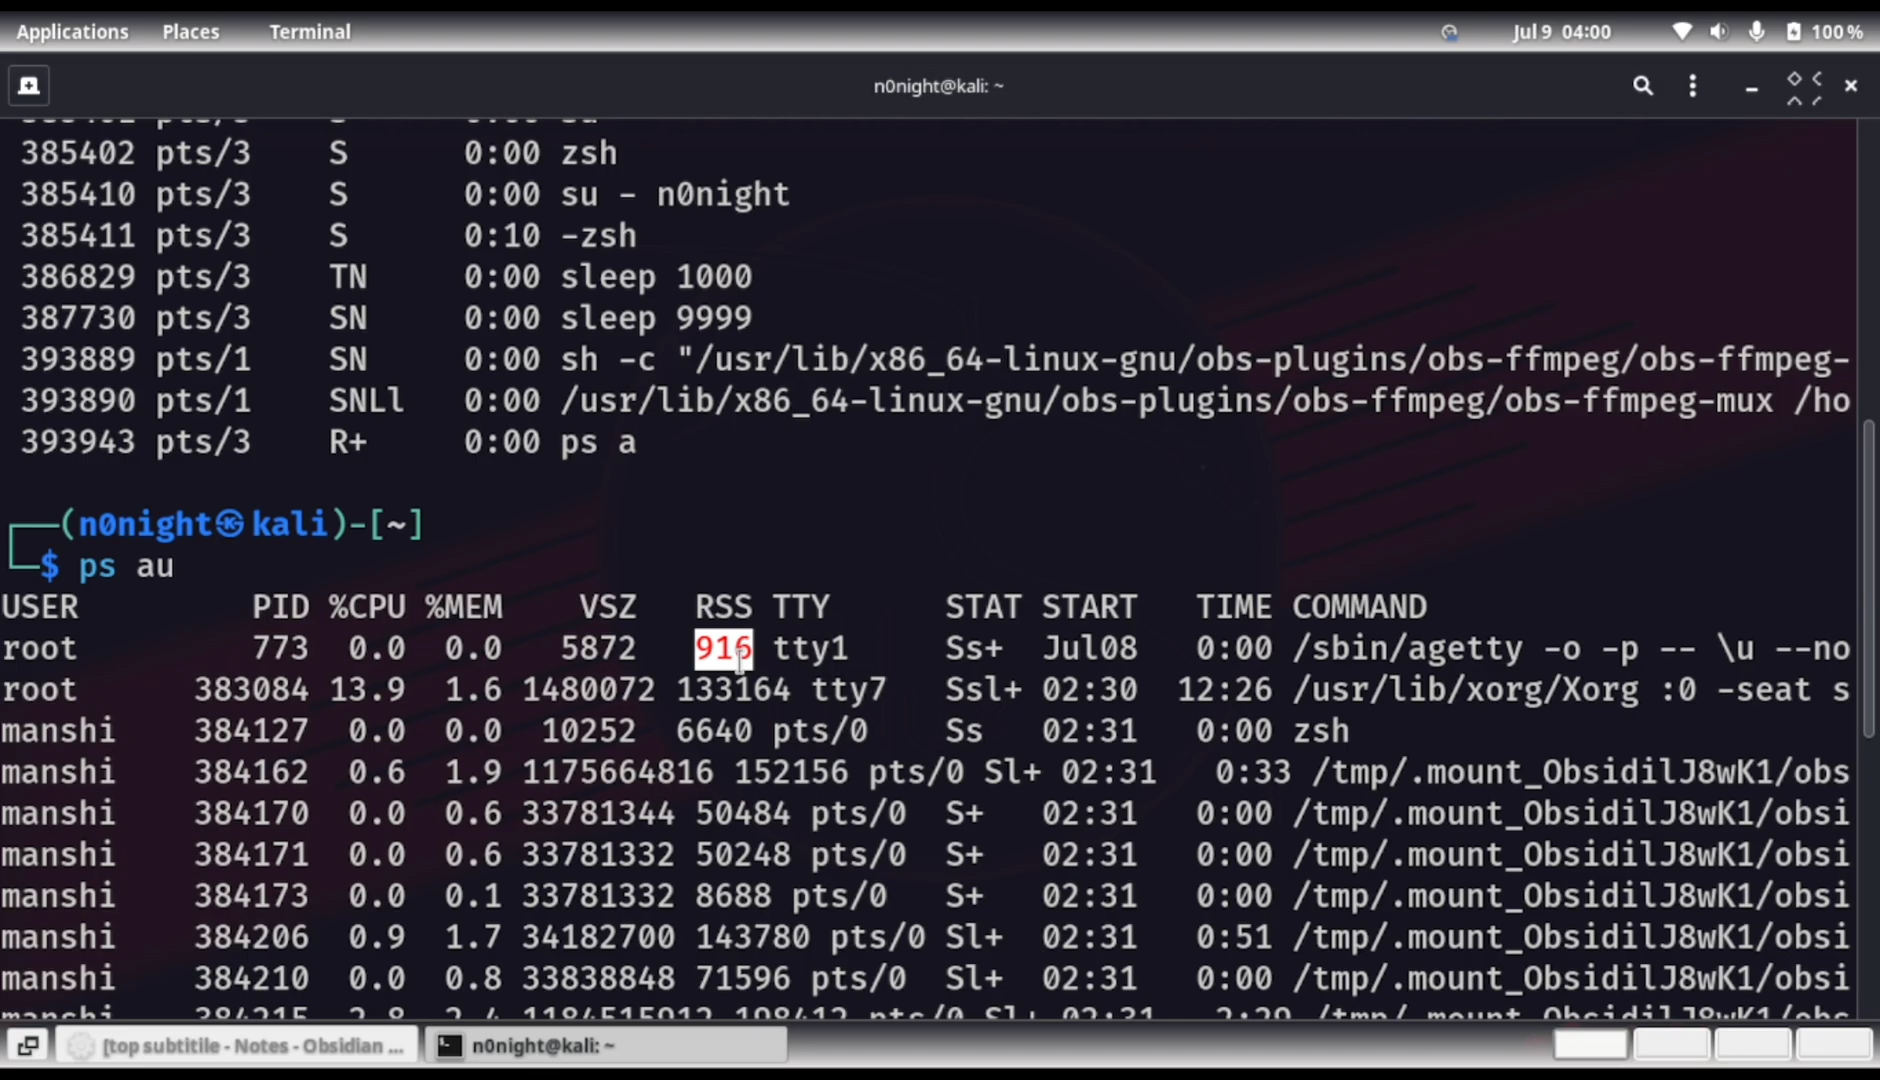 Applications Places Terminal Jul 9 04:00 100 %
n0night@kali: ~
385402 pts/3 S 0:00 zsh
385410 pts/3 S 0:00 su - n0night
385411 pts/3 S 0:10 -zsh
386829 pts/3 TN 0:00 sleep 1000
387730 pts/3 SN 0:00 sleep 9999
393889 pts/1 SN 0:00 sh -c "/usr/lib/x86_64-linux-gnu/obs-plugins/obs-ffmpeg/obs-ffmpeg-
393890 pts/1 SNLl 0:00 /usr/lib/x86_64-linux-gnu/obs-plugins/obs-ffmpeg/obs-ffmpeg-mux /ho
393943 pts/3 R+ 0:00 ps a
┌──(n0night㉿kali)-[~]
└─$ ps au
USER PID %CPU %MEM VSZ RSS TTY STAT START TIME COMMAND
root 773 0.0 0.0 5872 916 tty1 Ss+ Jul08 0:00 /sbin/agetty -o -p -- \u --no
root 383084 13.9 1.6 1480072 133164 tty7 Ssl+ 02:30 12:26 /usr/lib/xorg/Xorg :0 -seat s
manshi 384127 0.0 0.0 10252 6640 pts/0 Ss 02:31 0:00 zsh
manshi 384162 0.6 1.9 1175664816 152156 pts/0 Sl+ 02:31 0:33 /tmp/.mount_ObsidilJ8wK1/obs
manshi 384170 0.0 0.6 33781344 50484 pts/0 S+ 02:31 0:00 /tmp/.mount_ObsidilJ8wK1/obsi
manshi 384171 0.0 0.6 33781332 50248 pts/0 S+ 02:31 0:00 /tmp/.mount_ObsidilJ8wK1/obsi
manshi 384173 0.0 0.1 33781332 8688 pts/0 S+ 02:31 0:00 /tmp/.mount_ObsidilJ8wK1/obsi
manshi 384206 0.9 1.7 34182700 143780 pts/0 Sl+ 02:31 0:51 /tmp/.mount_ObsidilJ8wK1/obsi
manshi 384210 0.0 0.8 33838848 71596 pts/0 Sl+ 02:31 0:00 /tmp/.mount_ObsidilJ8wK1/obsi
[top subtitile - Notes - Obsidian ... n0night@kali: ~